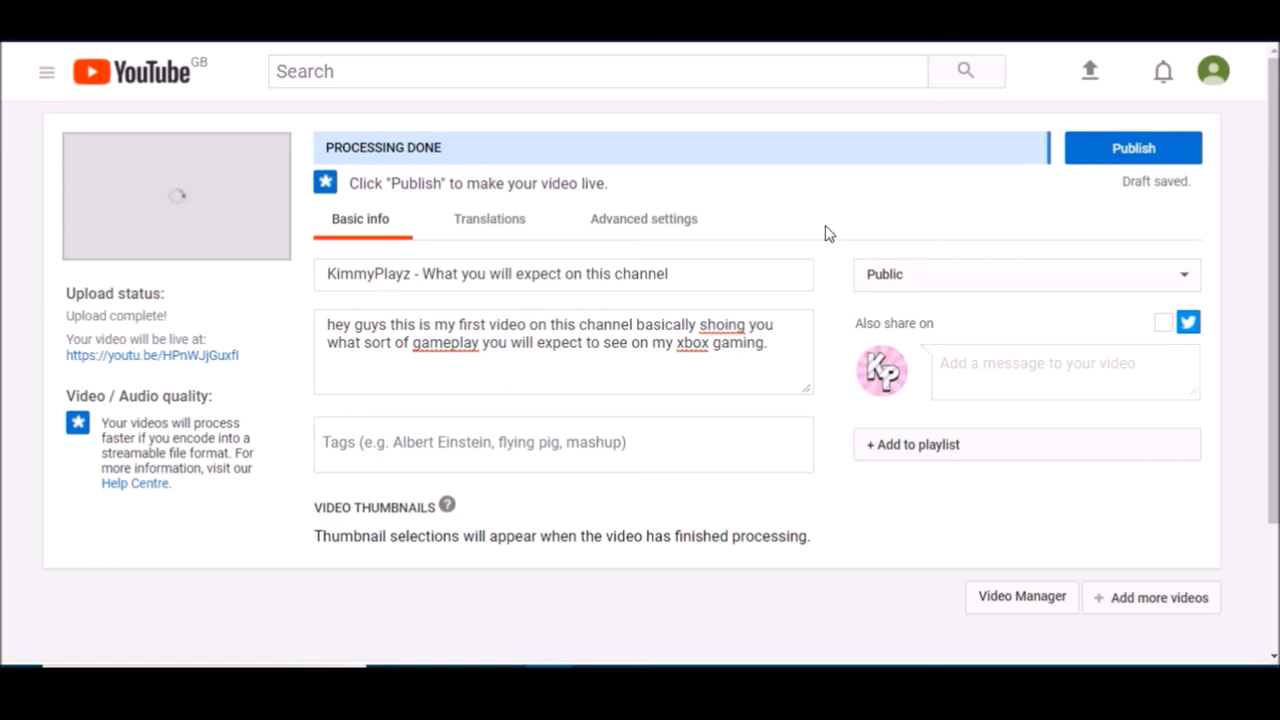 YouTube GB
Search
PROCESSING DONE
Publish
Click "Publish" to make your video live.
Draft saved.
Basic info
Translations
Advanced settings
KimmyPlayz - What you will expect on this channel
Public
Upload status:
Upload complete!
Your video will be live at:
https://youtu.be/HPnWJjGuxfI
hey guys this is my first video on this channel basically shoing you
what sort of gameplay you will expect to see on my xbox gaming.
Also share on
KP
Add a message to your video
Video / Audio quality:
Your videos will process
faster if you encode into a
streamable file format. For
more information, visit our
Help Centre.
Tags (e.g. Albert Einstein, flying pig, mashup)
+ Add to playlist
VIDEO THUMBNAILS ?
Thumbnail selections will appear when the video has finished processing.
Video Manager
+ Add more videos